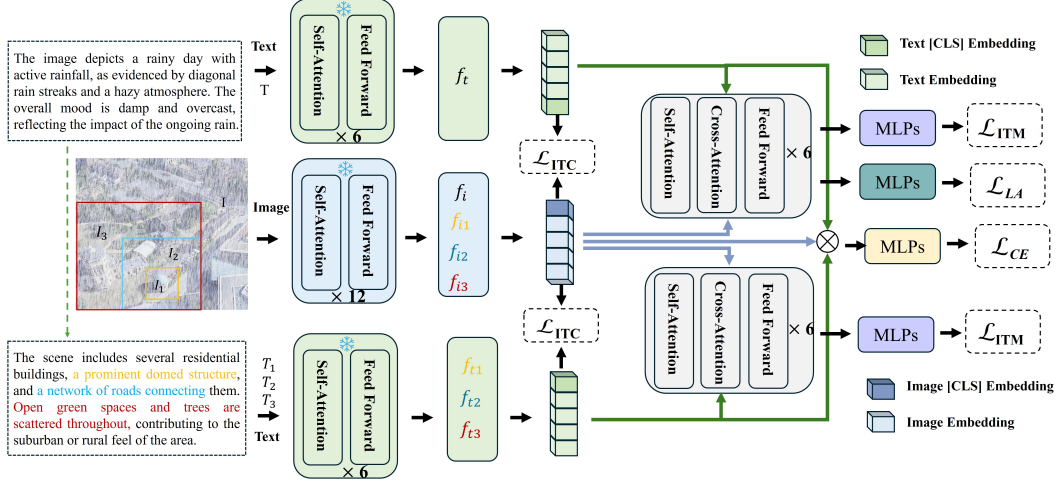 The image depicts a rainy day with
active rainfall, as evidenced by diagonal
rain streaks and a hazy atmosphere. The
overall mood is damp and overcast,
reflecting the impact of the ongoing rain.
Text
T
Self-Attention
Feed Forward
× 6
f_t
L_ITC
Self-Attention
Cross-Attention
Feed Forward
× 6
Text [CLS] Embedding
Text Embedding
MLPs
L_ITM
MLPs
L_LA
I
I_3
I_2
I_1
Image
Self-Attention
Feed Forward
× 12
f_i
f_i1
f_i2
f_i3
⊗
MLPs
L_CE
L_ITC
Self-Attention
Cross-Attention
Feed Forward
× 6
MLPs
L_ITM
The scene includes several residential
buildings, a prominent domed structure,
and a network of roads connecting them.
Open green spaces and trees are
scattered throughout, contributing to the
suburban or rural feel of the area.
T_1
T_2
T_3
Text
Self-Attention
Feed Forward
× 6
f_t1
f_t2
f_t3
Image [CLS] Embedding
Image Embedding